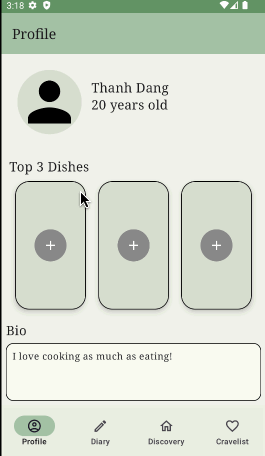 3:18
Profile
Thanh Dang
20 years old
Top 3 Dishes
+ + +
Bio
I love cooking as much as eating!
Profile Diary Discovery Cravelist